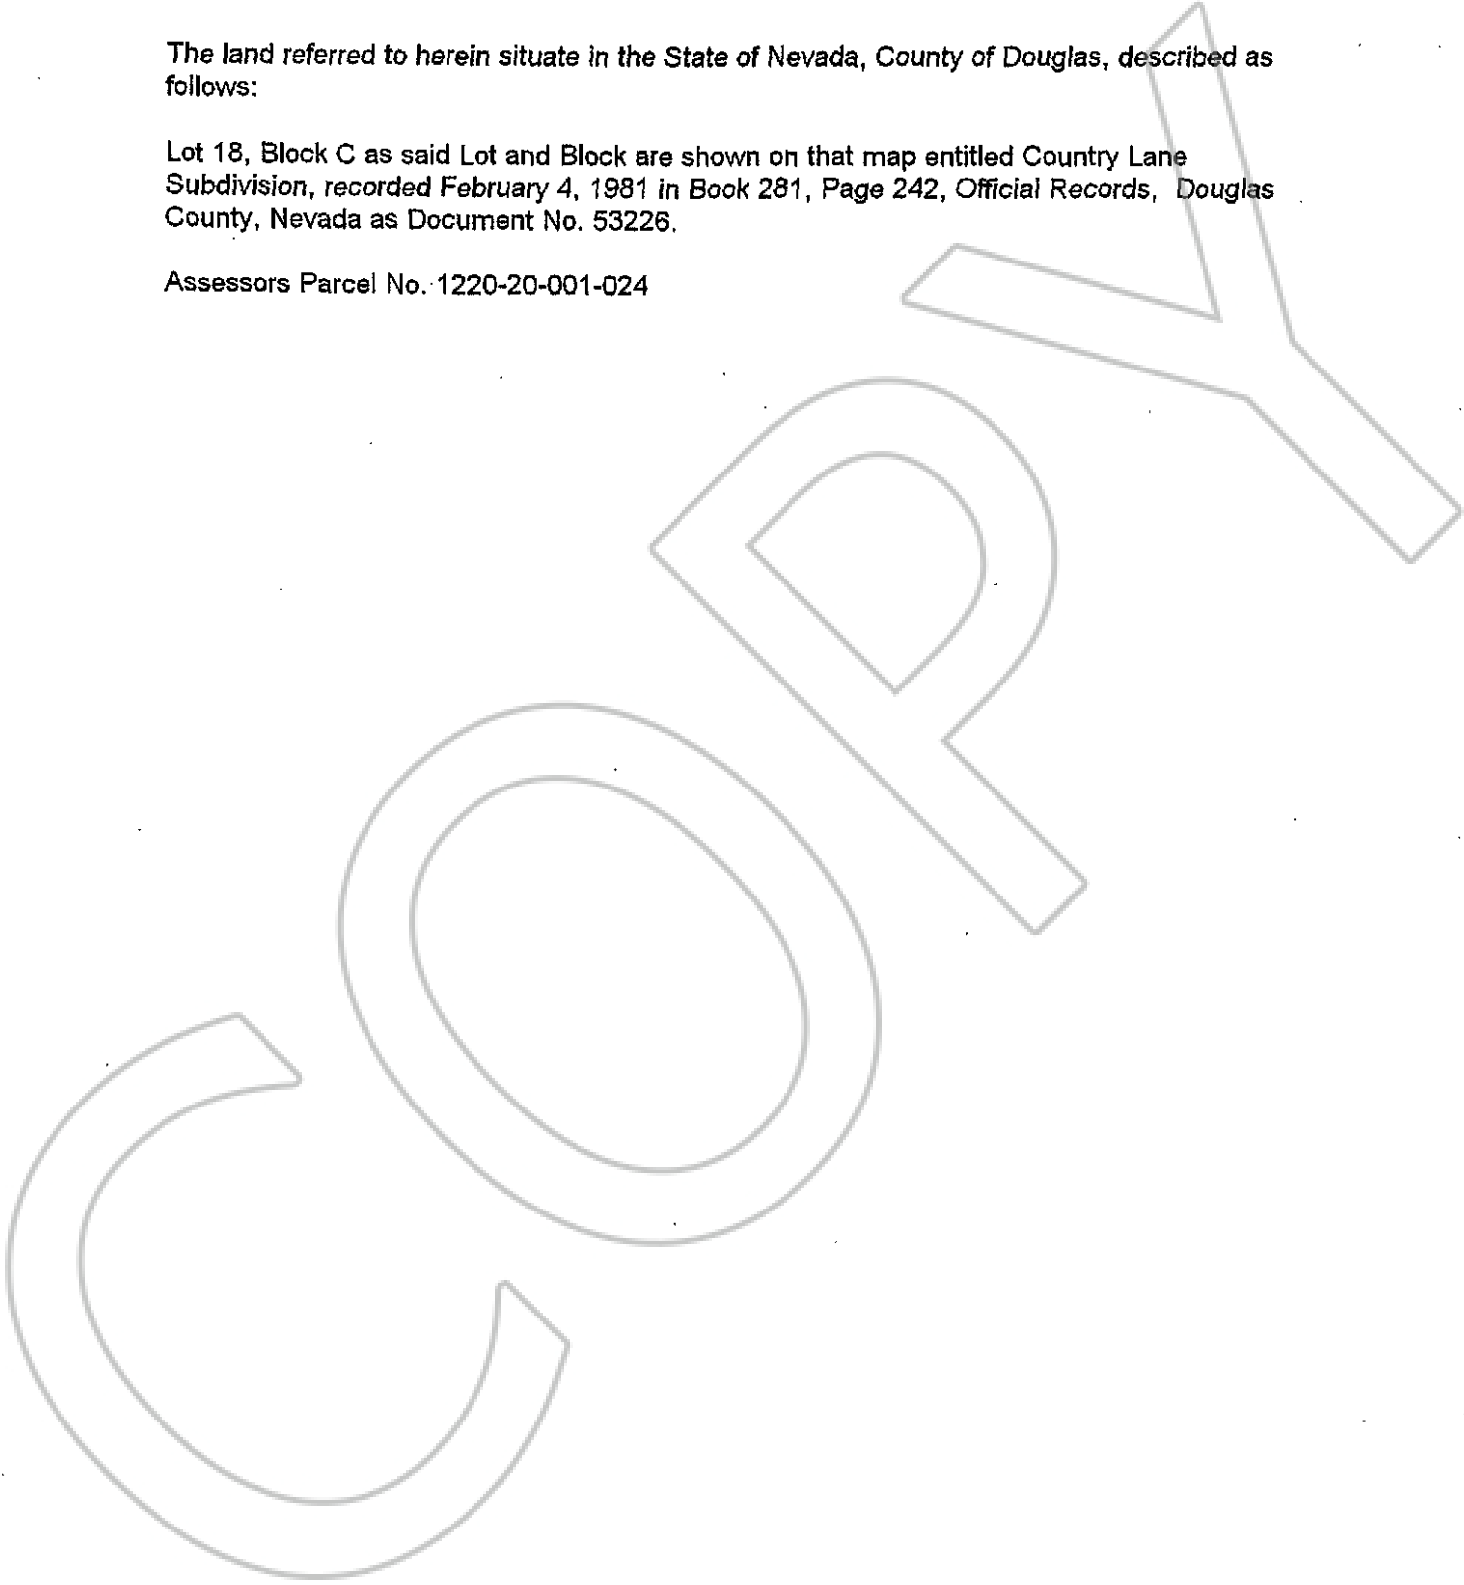 The land referred to herein situate in the State of Nevada, County of Douglas, described as
follows:
Lot 18, Block C as said Lot and Block are shown on that map entitled Country Lane
Subdivision, recorded February 4, 1981 in Book 281, Page 242, Official Records, Douglas
County, Nevada as Document No. 53226.
Assessors Parcel No. 1220-20-001-024
COPY